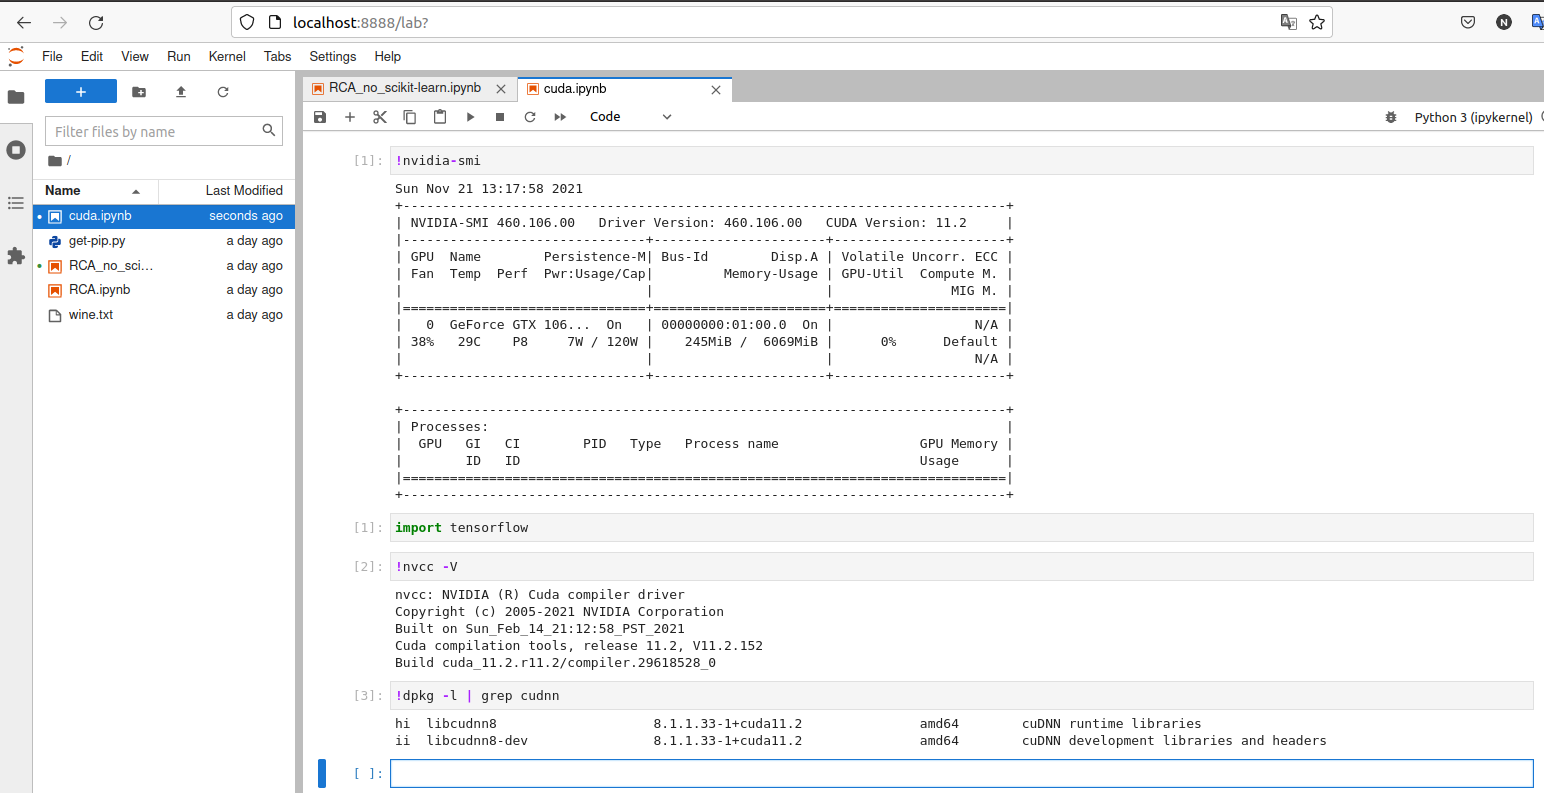 localhost:8888/lab?
N
File Edit View Run Kernel Tabs Settings Help
RCA_no_scikit-learn.ipynb
cuda.ipynb
+
Filter files by name
Code
Python 3 (ipykernel)
/
Name Last Modified
cuda.ipynb seconds ago
get-pip.py a day ago
RCA_no_sci... a day ago
RCA.ipynb a day ago
wine.txt a day ago
[1]: !nvidia-smi
Sun Nov 21 13:17:58 2021
+-----------------------------------------------------------------------------+
| NVIDIA-SMI 460.106.00   Driver Version: 460.106.00   CUDA Version: 11.2     |
|-------------------------------+----------------------+----------------------+
| GPU  Name        Persistence-M| Bus-Id        Disp.A | Volatile Uncorr. ECC |
| Fan  Temp  Perf  Pwr:Usage/Cap|         Memory-Usage | GPU-Util  Compute M. |
|                               |                      |               MIG M. |
|===============================+======================+======================|
|   0  GeForce GTX 106...  On   | 00000000:01:00.0  On |                  N/A |
| 38%   29C    P8     7W / 120W |    245MiB /  6069MiB |      0%      Default |
|                               |                      |                  N/A |
+-------------------------------+----------------------+----------------------+
+-----------------------------------------------------------------------------+
| Processes:                                                                  |
|  GPU   GI   CI        PID   Type   Process name                  GPU Memory |
|        ID   ID                                                   Usage      |
|=============================================================================|
+-----------------------------------------------------------------------------+
[1]: import tensorflow
[2]: !nvcc -V
nvcc: NVIDIA (R) Cuda compiler driver
Copyright (c) 2005-2021 NVIDIA Corporation
Built on Sun_Feb_14_21:12:58_PST_2021
Cuda compilation tools, release 11.2, V11.2.152
Build cuda_11.2.r11.2/compiler.29618528_0
[3]: !dpkg -l | grep cudnn
hi  libcudnn8                    8.1.1.33-1+cuda11.2               amd64        cuDNN runtime libraries
ii  libcudnn8-dev                8.1.1.33-1+cuda11.2               amd64        cuDNN development libraries and headers
[ ]: